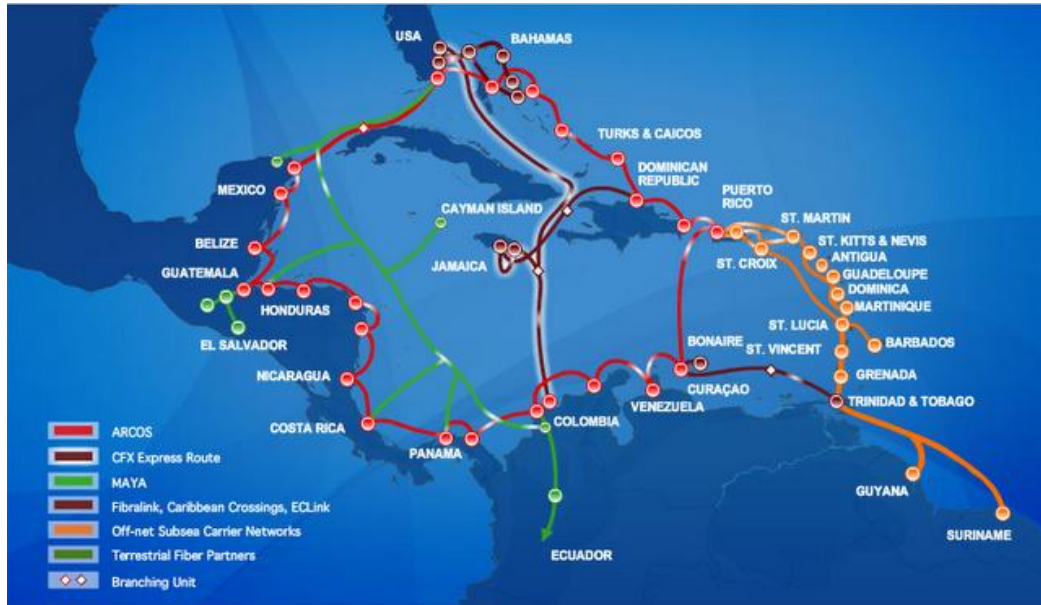 USA
BAHAMAS
TURKS & CAICOS
DOMINICAN
REPUBLIC
PUERTO
RICO
MEXICO
CAYMAN ISLAND
ST. MARTIN
BELIZE
ST. KITTS & NEVIS
ANTIGUA
JAMAICA
ST. CROIX
GUATEMALA
GUADELOUPE
DOMINICA
HONDURAS
MARTINIQUE
ST. LUCIA
EL SALVADOR
BONAIRE
ST. VINCENT
BARBADOS
NICARAGUA
CURAÇAO
GRENADA
VENEZUELA
TRINIDAD & TOBAGO
COSTA RICA
COLOMBIA
PANAMA
GUYANA
SURINAME
ECUADOR
ARCOS
CFX Express Route
MAYA
Fibralink, Caribbean Crossings, ECLink
Off-net Subsea Carrier Networks
Terrestrial Fiber Partners
Branching Unit